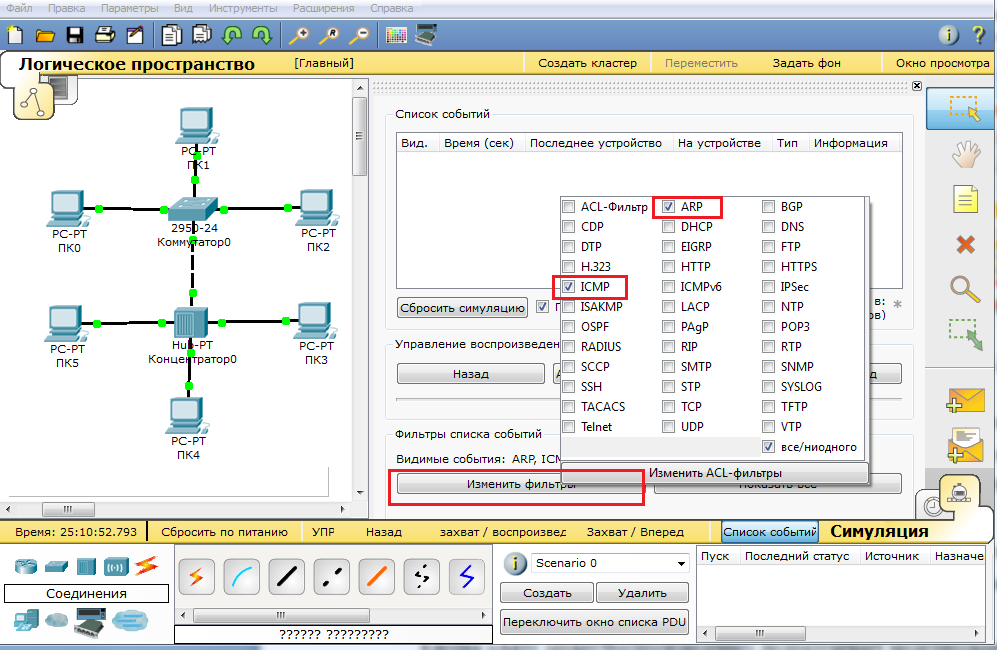 Файл Правка Параметры Вид Инструменты Расширения Справка
Логическое пространство [Главный] Создать кластер Переместить Задать фон Окно просмотра
PC-PT
ПК1
PC-PT
ПК0
2950-24
Коммутатор0
PC-PT
ПК2
PC-PT
ПК5
Hub-PT
Концентратор0
PC-PT
ПК3
PC-PT
ПК4
Список событий
Вид. Время (сек) Последнее устройство На устройстве Тип Информация
ACL-Фильтр ARP BGP
CDP DHCP DNS
DTP EIGRP FTP
H.323 HTTP HTTPS
ICMP ICMPv6 IPSec
ISAKMP LACP NTP
OSPF PAgP POP3
RADIUS RIP RTP
SCCP SMTP SNMP
SSH STP SYSLOG
TACACS TCP TFTP
Telnet UDP VTP
все/ниодного
Изменить ACL-фильтры
Сбросить симуляцию
в: *
Управление воспроизведен
Назад
Фильтры списка событий
Видимые события: ARP, ICM
Изменить фильтры Показать все
Время: 25:10:52.793 Сбросить по питанию УПР Назад захват / воспроизвед Захват / Вперед Список событий Симуляция
Соединения
?????? ?????????
Scenario 0
Создать Удалить
Переключить окно списка PDU
Пуск Последний статус Источник Назначе